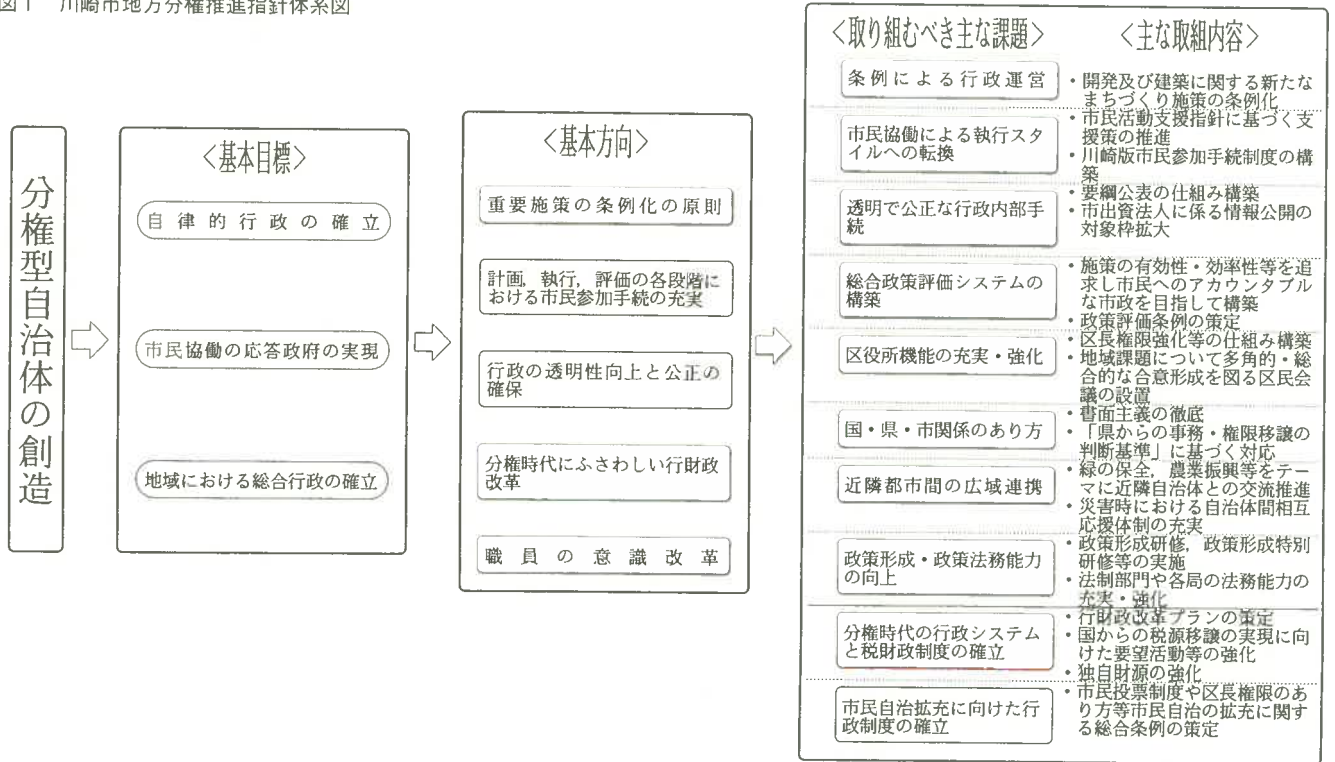 図1　川崎市地方分権推進指針体系図
分権型自治体の創造
＜基本目標＞
自律的行政の確立
市民協働の応答政府の実現
地域における総合行政の確立
＜基本方向＞
重要施策の条例化の原則
計画，執行，評価の各段階に
おける市民参加手続の充実
行政の透明性向上と公正の
確保
分権時代にふさわしい行財政
改革
職員の意識改革
＜取り組むべき主な課題＞
＜主な取組内容＞
条例による行政運営
・開発及び建築に関する新たな
まちづくり施策の条例化
市民協働による執行スタ
イルへの転換
・市民活動支援指針に基づく支
援策の推進
・川崎版市民参加手続制度の構
築
透明で公正な行政内部手
続
・要綱公表の仕組み構築
・市出資法人に係る情報公開の
対象枠拡大
総合政策評価システムの
構築
・施策の有効性・効率性等を追
求し市民へのアカウンタブル
な市政を目指して構築
・政策評価条例の策定
区役所機能の充実・強化
・区長権限強化等の仕組み構築
・地域課題について多角的・総
合的な合意形成を図る区民会
議の設置
国・県・市関係のあり方
・書面主義の徹底
・「県からの事務・権限移譲の
判断基準」に基づく対応
近隣都市間の広域連携
・緑の保全，農業振興等をテー
マに近隣自治体との交流推進
・災害時における自治体間相互
応援体制の充実
政策形成・政策法務能力
の向上
・政策形成研修，政策形成特別
研修等の実施
・法制部門や各局の法務能力の
充実・強化
分権時代の行政システム
と税財政制度の確立
・行財政改革プランの策定
・国からの税源移譲の実現に向
けた要望活動等の強化
・独自財源の強化
市民自治拡充に向けた行
政制度の確立
・市民投票制度や区長権限のあ
り方等市民自治の拡充に関す
る総合条例の策定